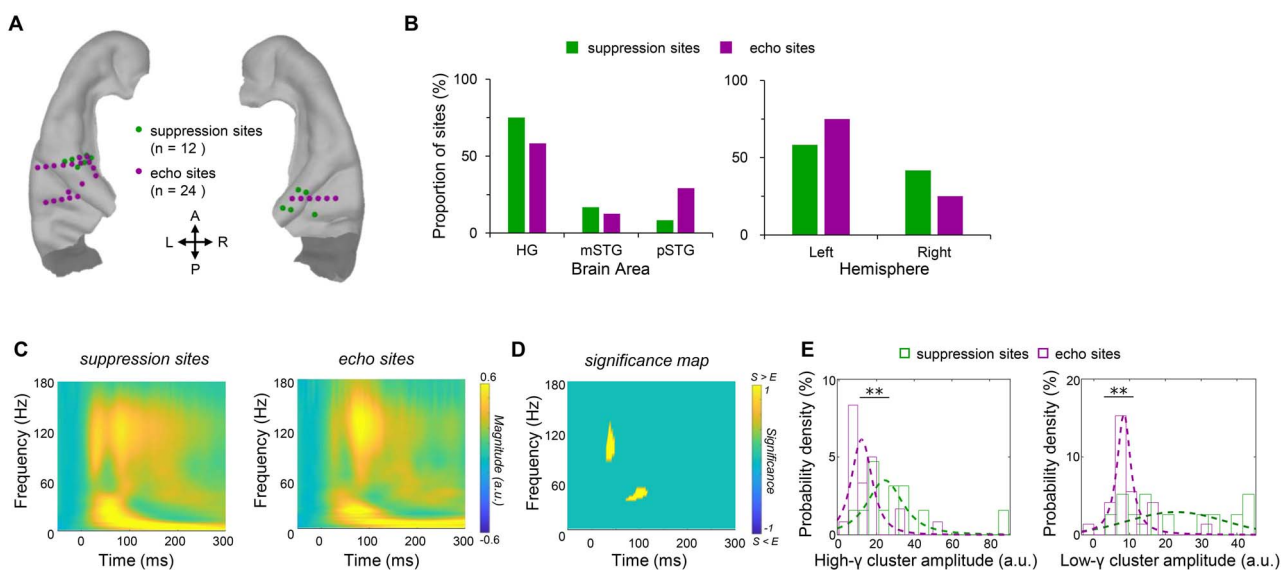 A
suppression sites
(n = 12 )
echo sites
(n = 24 )
A
L
R
P
B
suppression sites
echo sites
Proportion of sites (%)
100
50
0
HG
mSTG
pSTG
Brain Area
100
50
0
Left
Right
Hemisphere
C
suppression sites
Frequency (Hz)
180
120
60
0
0
100
200
300
Time (ms)
echo sites
Frequency (Hz)
180
120
60
0
0
100
200
300
Time (ms)
0.6
Magnitude (a.u.)
-0.6
D
significance map
Frequency (Hz)
180
120
60
0
0
100
200
300
Time (ms)
S > E
1
Significance
-1
S < E
E
suppression sites
echo sites
Probability density (%)
10
5
0
**
0
20
40
60
80
High-γ cluster amplitude (a.u.)
Probability density (%)
20
10
0
**
0
10
20
30
40
Low-γ cluster amplitude (a.u.)